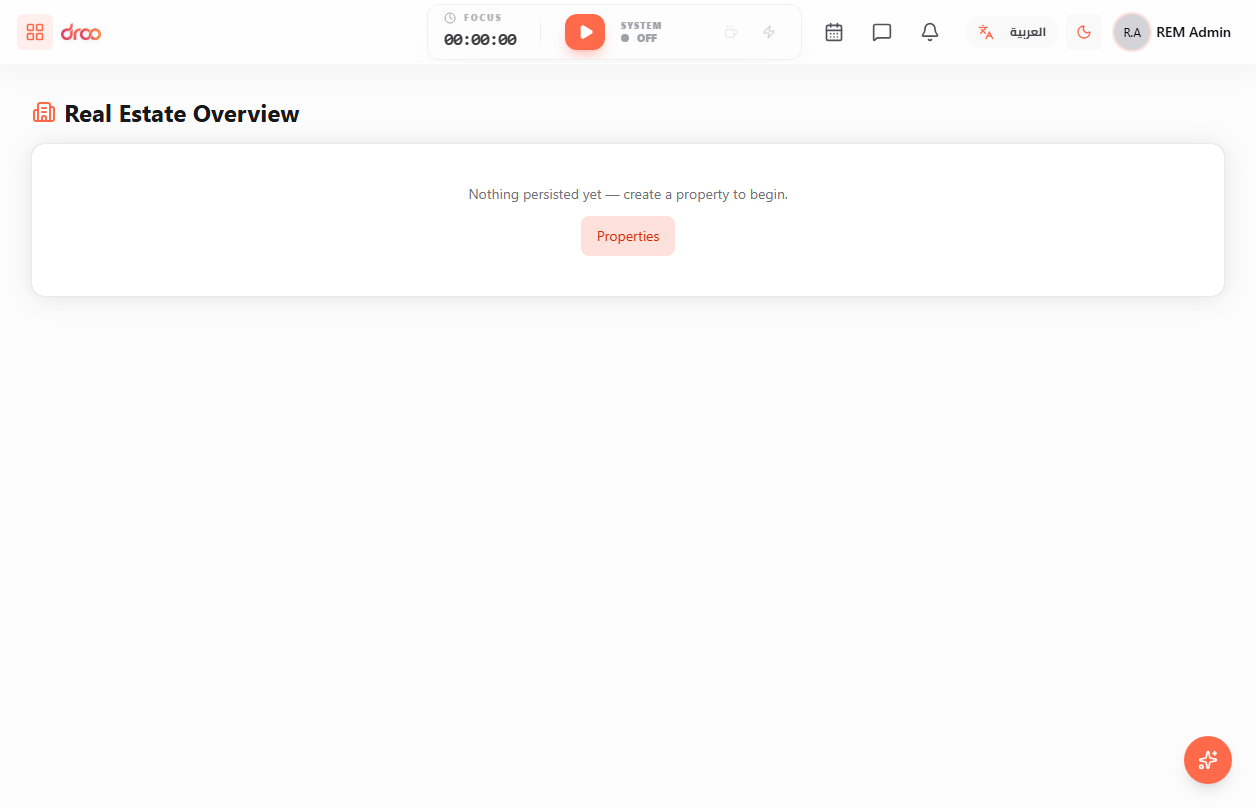 droo
FOCUS
00:00:00
SYSTEM
OFF
العربية
R.A
REM Admin
Real Estate Overview
Nothing persisted yet — create a property to begin.
Properties